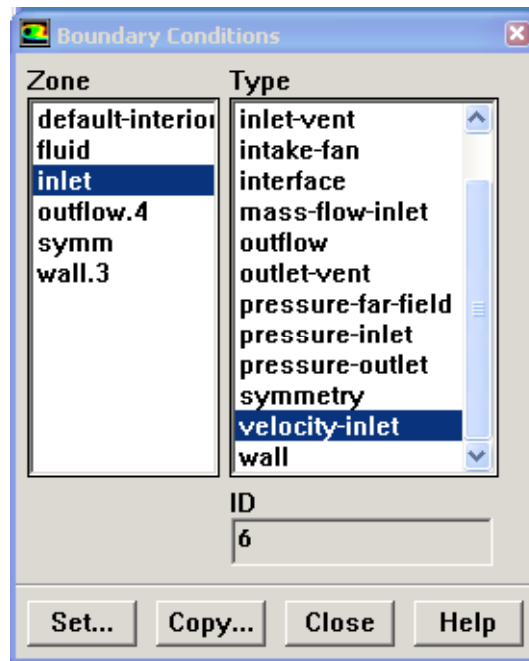 Boundary Conditions
Zone
default-interior
fluid
inlet
outflow.4
symm
wall.3
Type
inlet-vent
intake-fan
interface
mass-flow-inlet
outflow
outlet-vent
pressure-far-field
pressure-inlet
pressure-outlet
symmetry
velocity-inlet
wall
ID
6
Set... Copy... Close Help